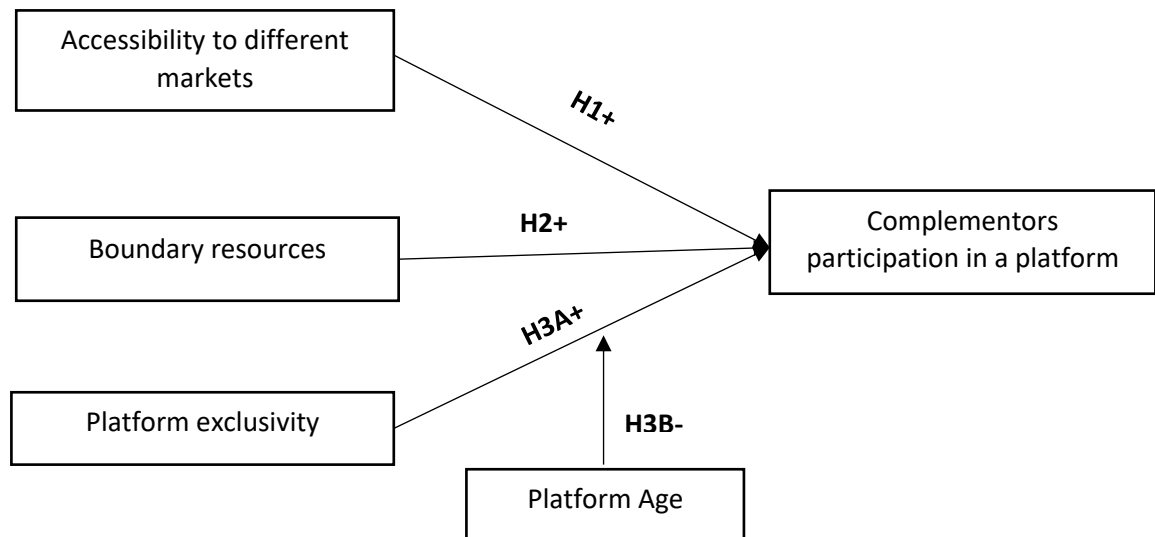 Accessibility to different
markets
H1+
Boundary resources
H2+
Complementors
participation in a platform
H3A+
Platform exclusivity
H3B-
Platform Age